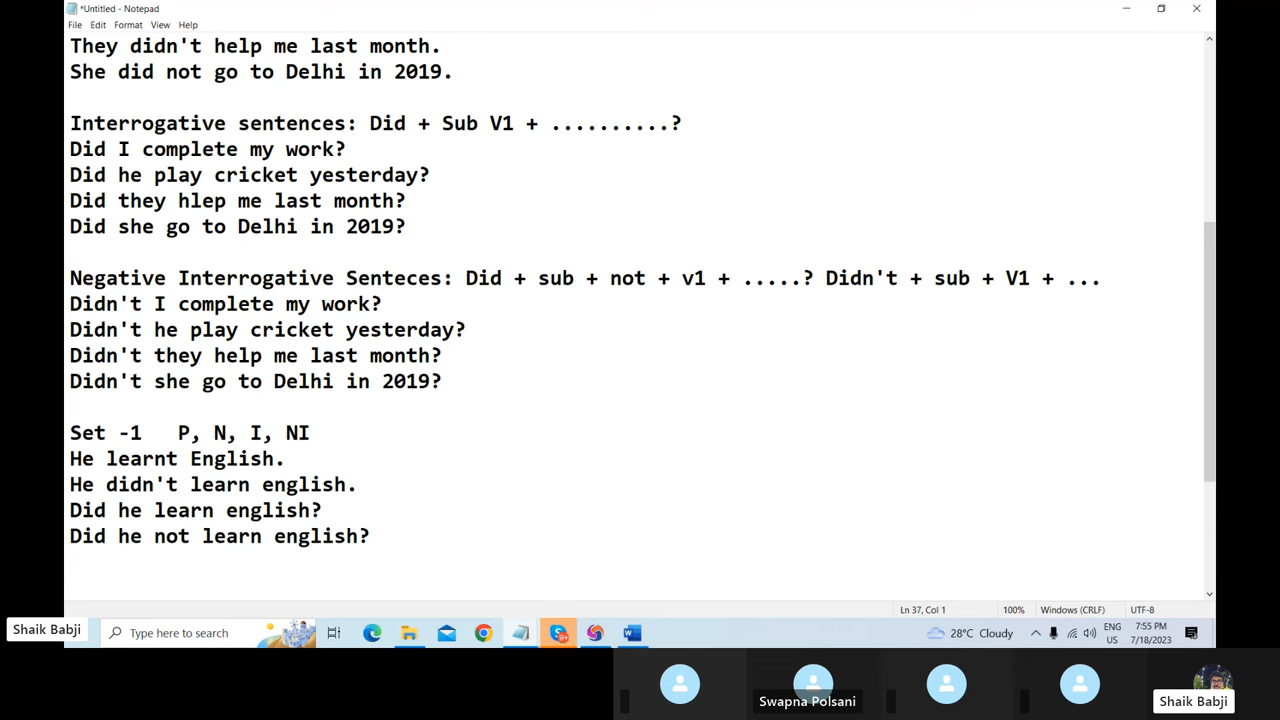 *Untitled - Notepad
File Edit Format View Help
They didn't help me last month.
She did not go to Delhi in 2019.
Interrogative sentences: Did + Sub V1 + ..........?
Did I complete my work?
Did he play cricket yesterday?
Did they hlep me last month?
Did she go to Delhi in 2019?
Negative Interrogative Senteces: Did + sub + not + v1 + .....? Didn't + sub + V1 + ...
Didn't I complete my work?
Didn't he play cricket yesterday?
Didn't they help me last month?
Didn't she go to Delhi in 2019?
Set -1 P, N, I, NI
He learnt English.
He didn't learn english.
Did he learn english?
Did he not learn english?
Ln 37, Col 1 100% Windows (CRLF) UTF-8
Shaik Babji
Type here to search
28°C Cloudy
ENG
US
7:55 PM
7/18/2023
Swapna Polsani
Shaik Babji